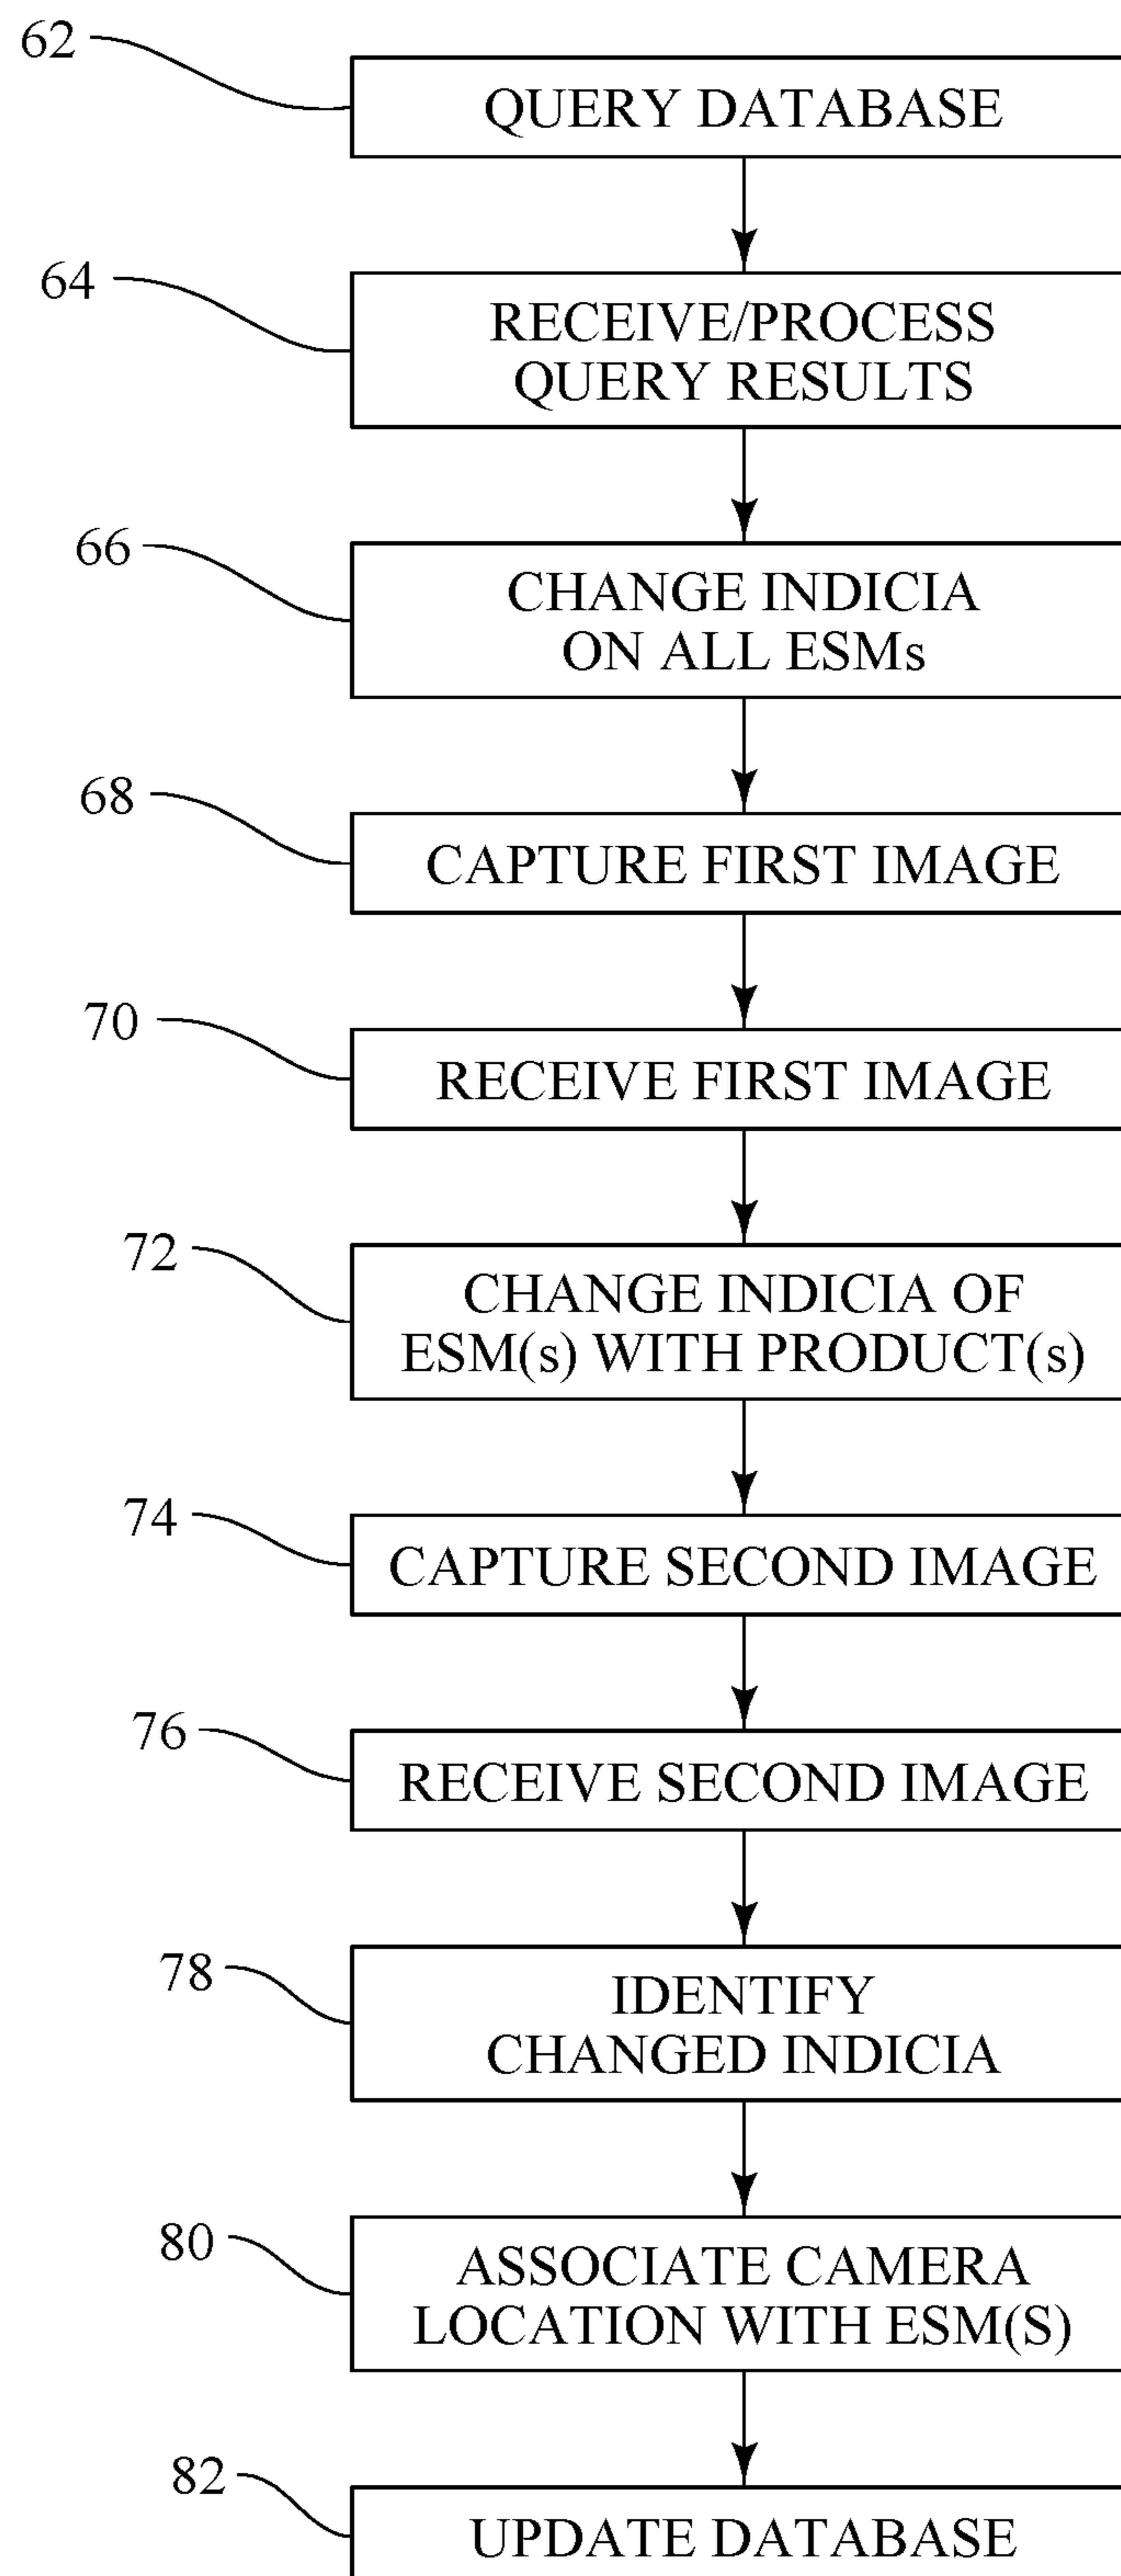 62
QUERY DATABASE
64
RECEIVE/PROCESS
QUERY RESULTS
66
CHANGE INDICIA
ON ALL ESMs
68
CAPTURE FIRST IMAGE
70
RECEIVE FIRST IMAGE
72
CHANGE INDICIA OF
ESM(s) WITH PRODUCT(s)
74
CAPTURE SECOND IMAGE
76
RECEIVE SECOND IMAGE
78
IDENTIFY
CHANGED INDICIA
80
ASSOCIATE CAMERA
LOCATION WITH ESM(S)
82
UPDATE DATABASE